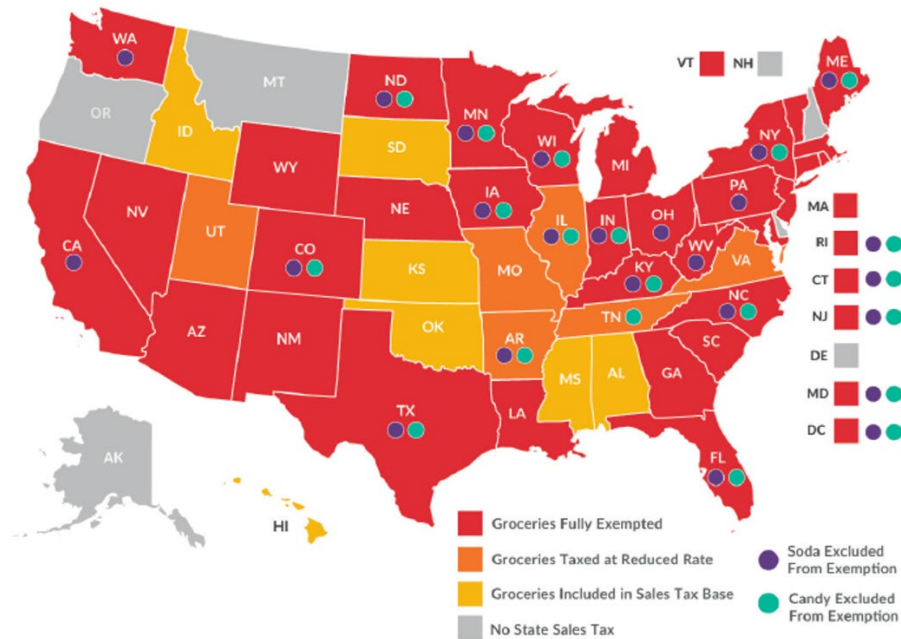 WA
VT
NH
ME
MT
ND
OR
MN
ID
SD
WI
NY
WY
MI
IA
PA
NE
NV
IL
IN
OH
MA
UT
CA
CO
WV
RI
KS
MO
KY
VA
CT
NC
NJ
TN
OK
AZ
NM
AR
SC
DE
MS
AL
GA
MD
LA
TX
DC
AK
FL
HI
Groceries Fully Exempted
Groceries Taxed at Reduced Rate
Groceries Included in Sales Tax Base
No State Sales Tax
Soda Excluded
From Exemption
Candy Excluded
From Exemption